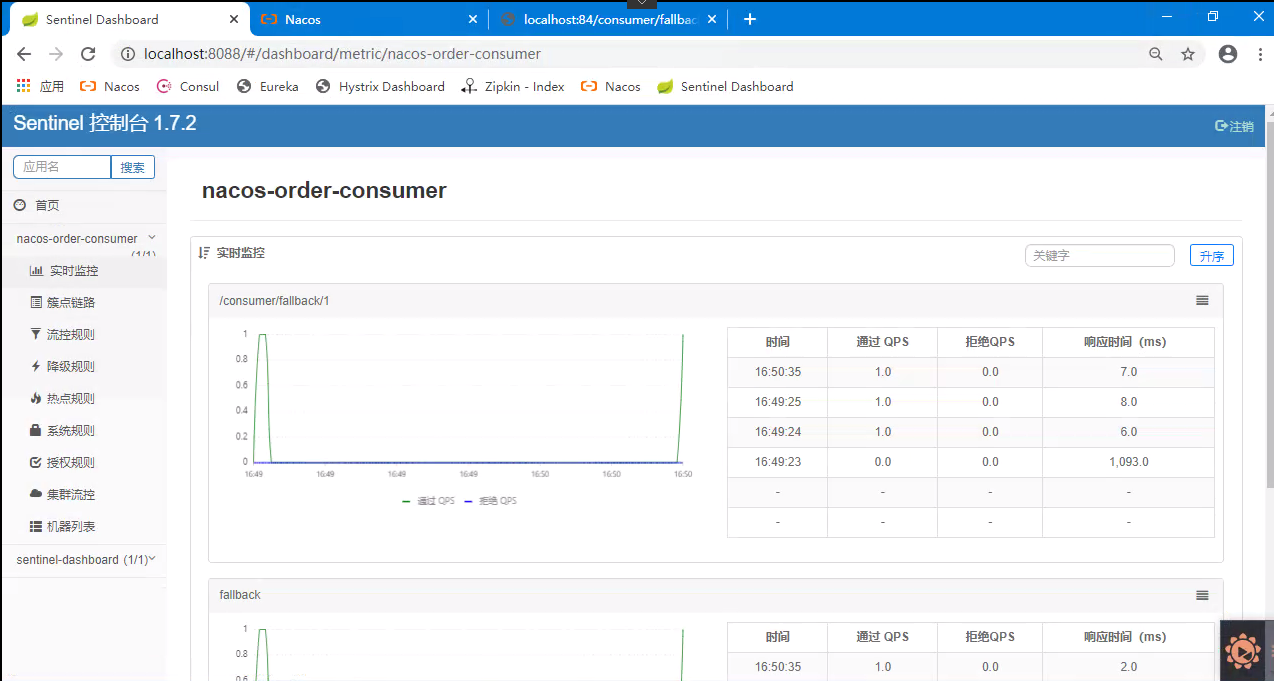 Sentinel Dashboard
Nacos
localhost:84/consumer/fallba
localhost:8088/#/dashboard/metric/nacos-order-consumer
应用 Nacos Consul Eureka Hystrix Dashboard Zipkin - Index Nacos Sentinel Dashboard
Sentinel 控制台 1.7.2
注销
应用名 搜索
首页
nacos-order-consumer
(1/1)
实时监控
簇点链路
流控规则
降级规则
热点规则
系统规则
授权规则
集群流控
机器列表
sentinel-dashboard (1/1)
nacos-order-consumer
实时监控 关键字 升序
/consumer/fallback/1
1
0.8
0.6
0.4
0.2
0
16:49 16:49 16:49 16:49 16:50 16:50 16:50
通过 QPS 拒绝 QPS
时间 通过 QPS 拒绝QPS 响应时间（ms)
16:50:35 1.0 0.0 7.0
16:49:25 1.0 0.0 8.0
16:49:24 1.0 0.0 6.0
16:49:23 0.0 0.0 1,093.0
- - - -
- - - -
fallback
1
0.8
0.6
时间 通过 QPS 拒绝QPS 响应时间（ms)
16:50:35 1.0 0.0 2.0